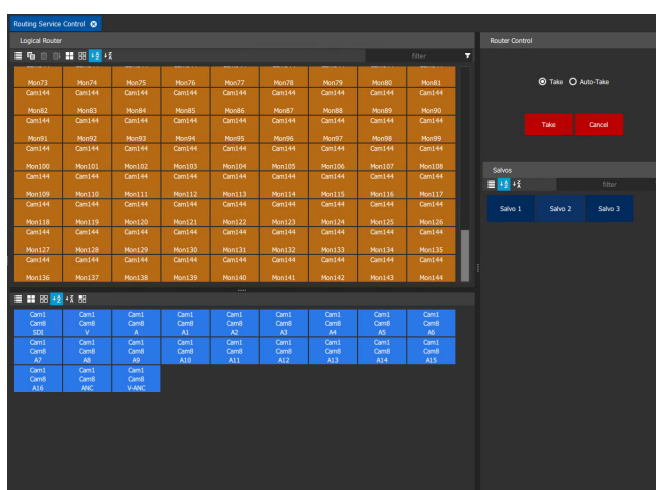 Routing Service
Control
Logical Router
filter
Mon73 Mon74 Mon75 Mon76 Mon77 Mon78 Mon79 Mon80 Mon81
Cam144 Cam144 Cam144 Cam144 Cam144 Cam144 Cam144 Cam144 Cam144
Mon82 Mon83 Mon84 Mon85 Mon86 Mon87 Mon88 Mon89 Mon90
Cam144 Cam144 Cam144 Cam144 Cam144 Cam144 Cam144 Cam144 Cam144
Mon91 Mon92 Mon93 Mon94 Mon95 Mon96 Mon97 Mon98 Mon99
Cam144 Cam144 Cam144 Cam144 Cam144 Cam144 Cam144 Cam144 Cam144
Mon100 Mon101 Mon102 Mon103 Mon104 Mon105 Mon106 Mon107 Mon108
Cam144 Cam144 Cam144 Cam144 Cam144 Cam144 Cam144 Cam144 Cam144
Mon109 Mon110 Mon111 Mon112 Mon113 Mon114 Mon115 Mon116 Mon117
Cam144 Cam144 Cam144 Cam144 Cam144 Cam144 Cam144 Cam144 Cam144
Mon118 Mon119 Mon120 Mon121 Mon122 Mon123 Mon124 Mon125 Mon126
Cam144 Cam144 Cam144 Cam144 Cam144 Cam144 Cam144 Cam144 Cam144
Mon127 Mon128 Mon129 Mon130 Mon131 Mon132 Mon133 Mon134 Mon135
Cam144 Cam144 Cam144 Cam144 Cam144 Cam144 Cam144 Cam144 Cam144
Mon136 Mon137 Mon138 Mon139 Mon140 Mon141 Mon142 Mon143 Mon144
Cam1 Cam1 Cam1 Cam1 Cam1 Cam1 Cam1 Cam1 Cam1
Cam8 Cam8 Cam8 Cam8 Cam8 Cam8 Cam8 Cam8 Cam8
SDI V A A1 A2 A3 A4 A5 A6
Cam1 Cam1 Cam1 Cam1 Cam1 Cam1 Cam1 Cam1 Cam1
Cam8 Cam8 Cam8 Cam8 Cam8 Cam8 Cam8 Cam8 Cam8
A7 A8 A9 A10 A11 A12 A13 A14 A15
Cam1 Cam1 Cam1
Cam8 Cam8 Cam8
A16 ANC V-ANC
Router Control
Take Auto-Take
Take Cancel
Salvos
filter
Salvo 1 Salvo 2 Salvo 3